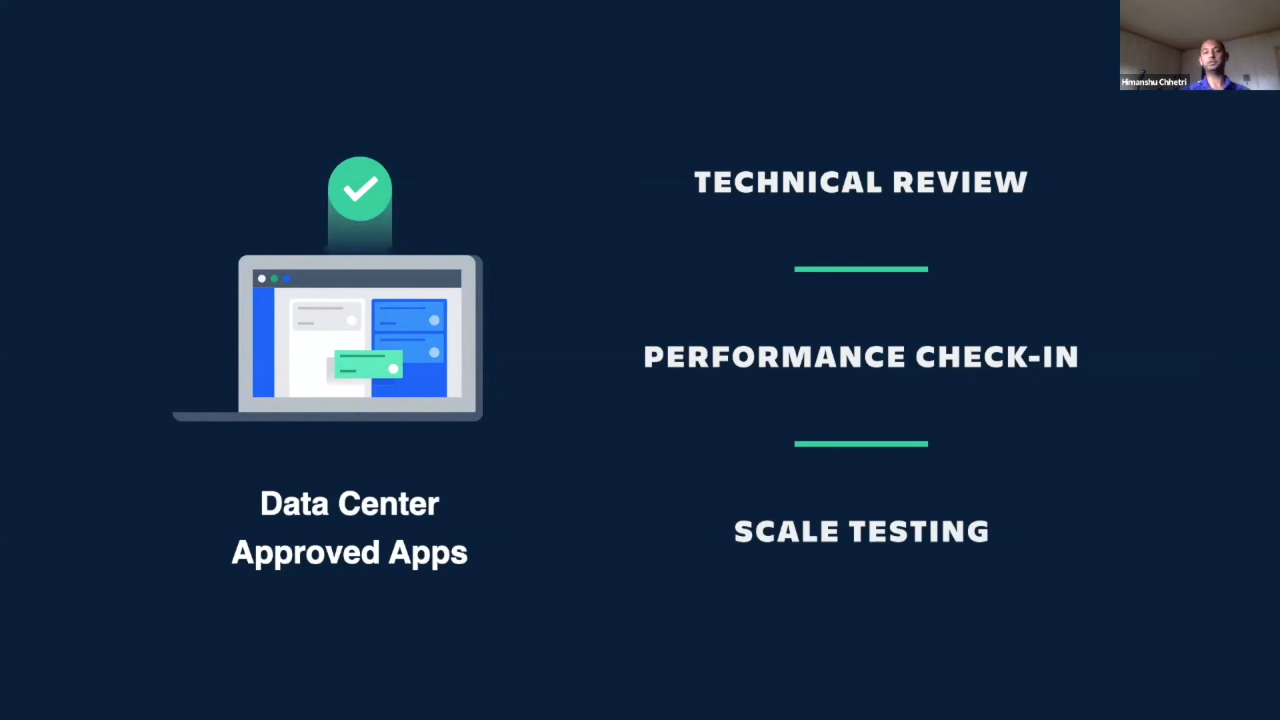 Himanshu Chhetri
TECHNICAL REVIEW
PERFORMANCE CHECK-IN
SCALE TESTING
Data Center
Approved Apps